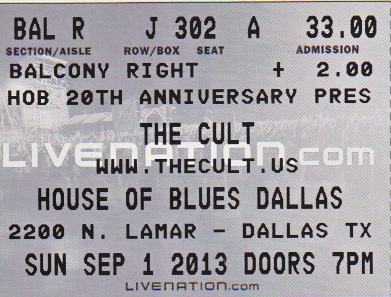 BAL R J 302 A 33.00
SECTION/AISLE ROW/BOX SEAT ADMISSION
BALCONY RIGHT + 2.00
HOB 20TH ANNIVERSARY PRES
THE CULT
LIVENATION.com
WWW.THECULT.US
HOUSE OF BLUES DALLAS
2200 N. LAMAR - DALLAS TX
SUN SEP 1 2013 DOORS 7PM
LIVENATION.com